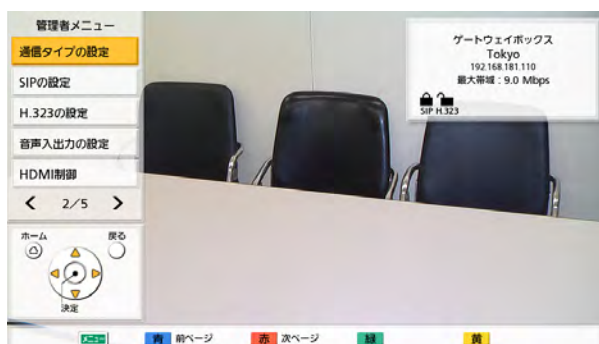 管理者メニュー
通信タイプの設定
SIPの設定
H.323の設定
音声入出力の設定
HDMI制御
2/5
ホーム
戻る
決定
ゲートウェイボックス
Tokyo
192.168.181.110
最大帯域：9.0 Mbps
SIP H.323
メニュー 青 前ページ 赤 次ページ 緑 黄